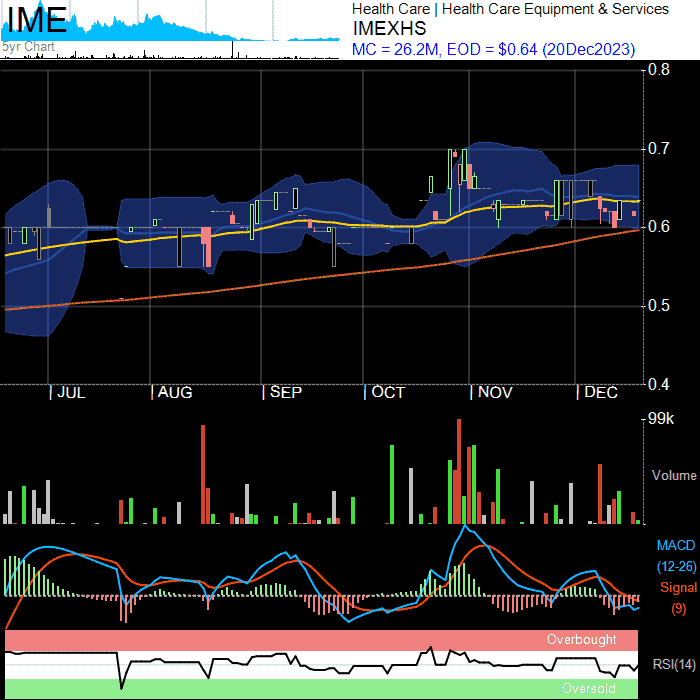 IME
5yr Chart
Health Care | Health Care Equipment & Services
IMEXHS
MC = 26.2M, EOD = $0.64 (20Dec2023)
0.8
0.7
0.6
0.5
0.4
| JUL | AUG | SEP | OCT | NOV | DEC
99k
Volume
MACD
(12-26)
Signal
(9)
Overbought
RSI(14)
Oversold